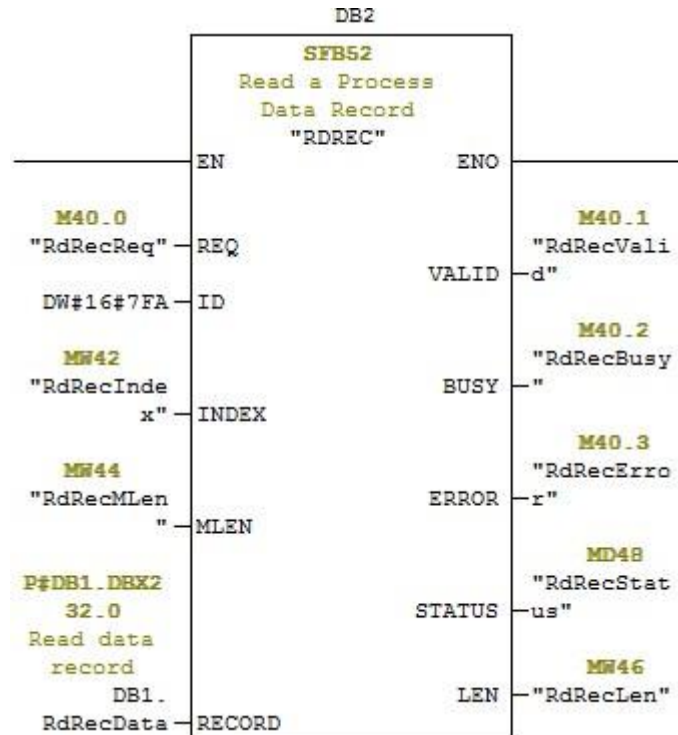 DB2
SFB52
Read a Process
Data Record
"RDREC"
EN
ENO
M40.0
"RdRecReq"
REQ
M40.1
"RdRecVali
d"
VALID
DW#16#7FA
ID
M40.2
"RdRecBusy
"
BUSY
MW42
"RdRecInde
x"
INDEX
M40.3
"RdRecErro
r"
ERROR
MW44
"RdRecMLen
"
MLEN
MD48
"RdRecStat
us"
STATUS
P#DB1.DBX2
32.0
Read data
record
DB1.
RdRecData
RECORD
MW46
"RdRecLen"
LEN